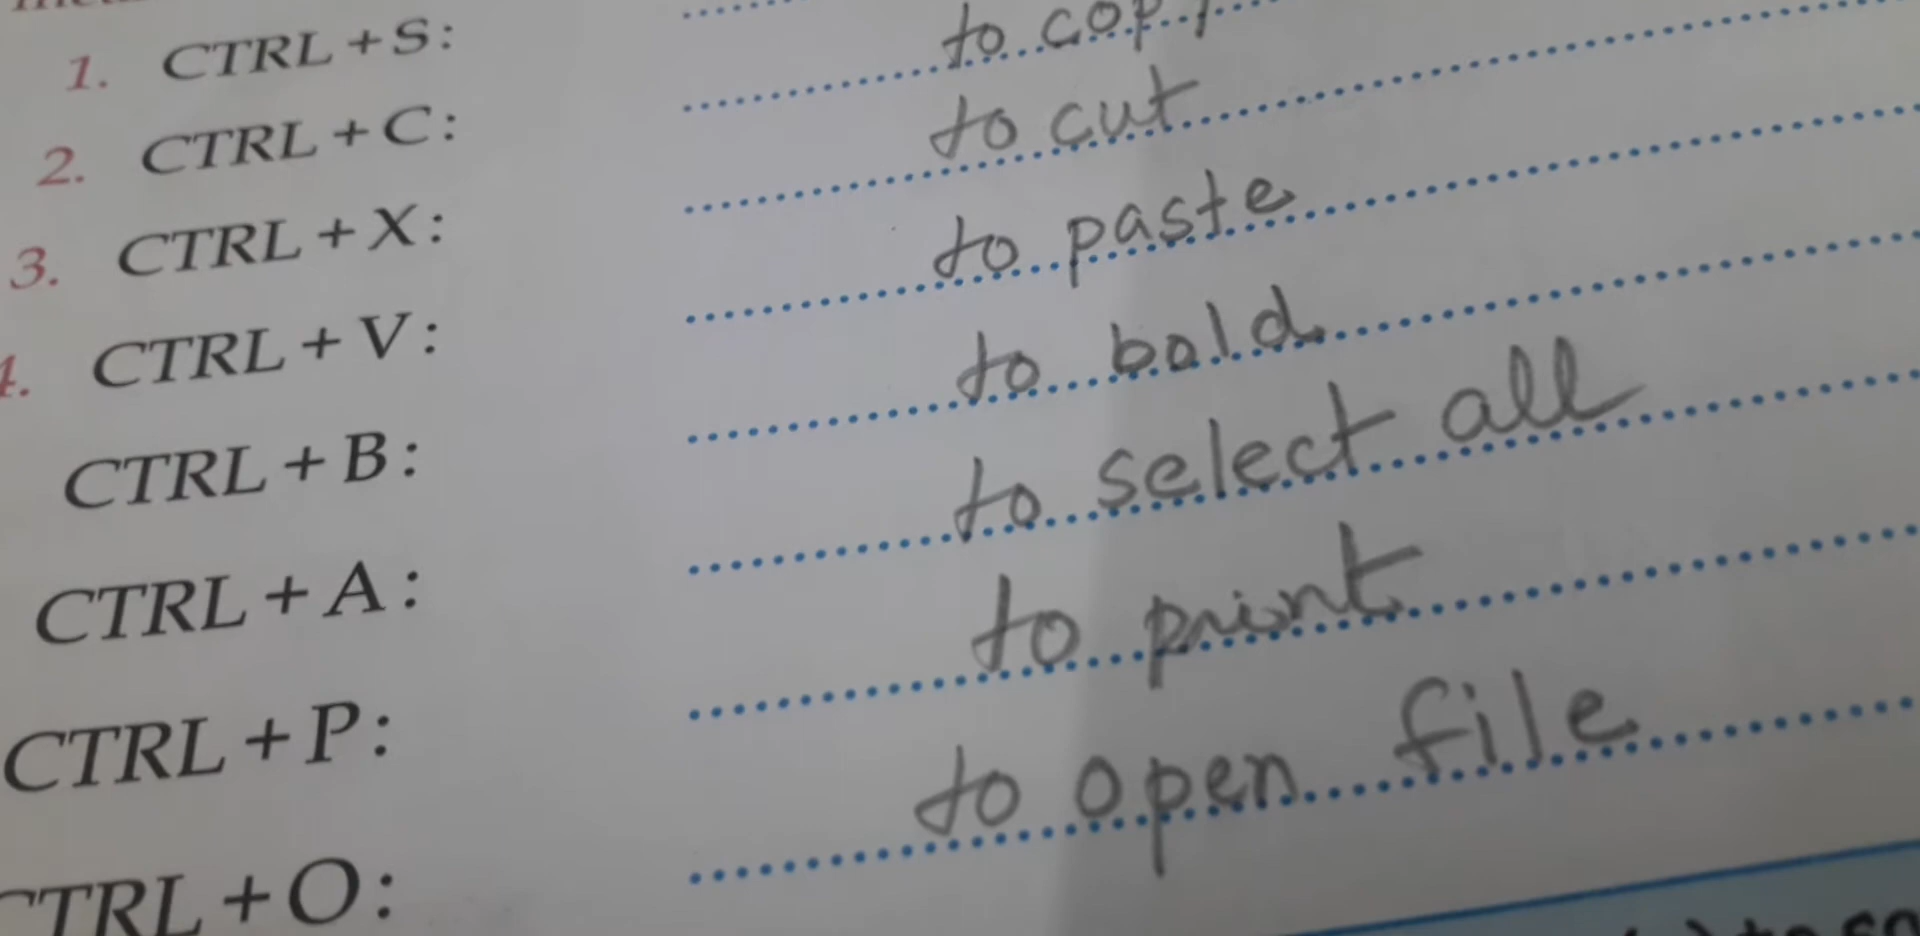 1. CTRL+S:
2. CTRL+C: to copy
3. CTRL+X: to cut
4. CTRL+V: to paste
CTRL+B: to bold
CTRL+A: to select all
CTRL+P: to print
CTRL+O: to open file